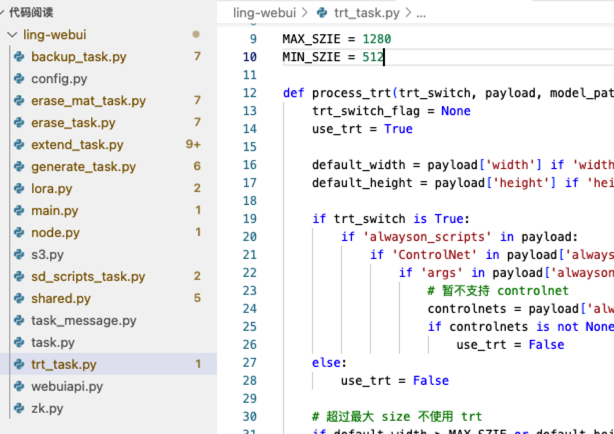 代码阅读
ling-webui
backup_task.py 7
config.py
erase_mat_task.py 7
erase_task.py 7
extend_task.py 9+
generate_task.py 6
lora.py 2
main.py 1
node.py 1
s3.py
sd_scripts_task.py 2
shared.py 5
task_message.py
task.py
trt_task.py 1
webuiapi.py
zk.py
ling-webui > trt_task.py > ...
9 MAX_SZIE = 1280
10 MIN_SZIE = 512
11
12 def process_trt(trt_switch, payload, model_pat
13 trt_switch_flag = None
14 use_trt = True
15
16 default_width = payload['width'] if 'width
17 default_height = payload['height'] if 'hei
18
19 if trt_switch is True:
20 if 'alwayson_scripts' in payload:
21 if 'ControlNet' in payload['always
22 if 'args' in payload['alwayson
23 # 暂不支持 controlnet
24 controlnets = payload['alw
25 if controlnets is not None
26 use_trt = False
27 else:
28 use_trt = False
29
30 # 超过最大 size 不使用 trt
31 if default_width > MAX_SZIE or default_hei